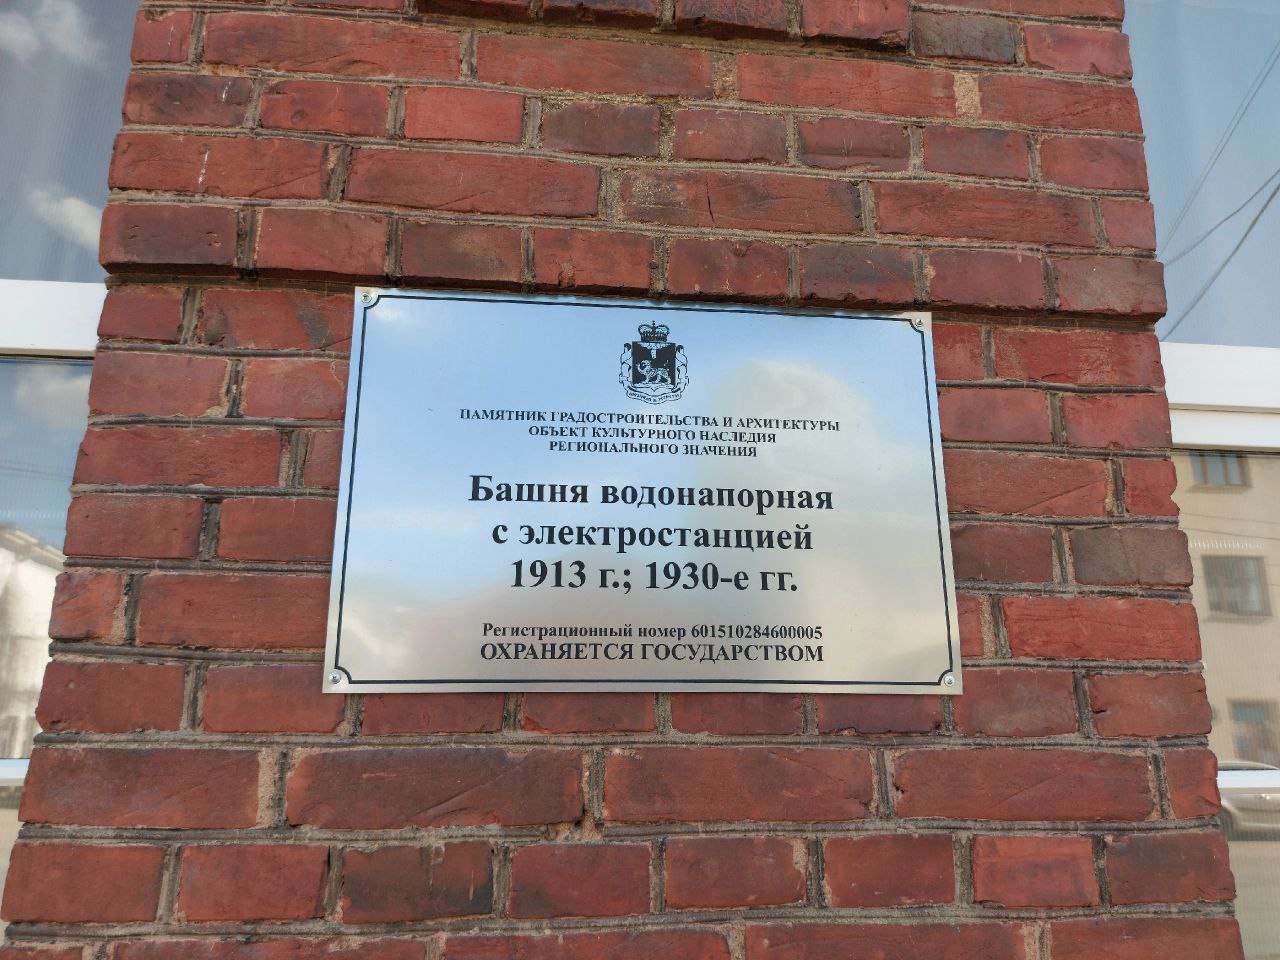 ПАМЯТНИК ГРАДОСТРОИТЕЛЬСТВА И АРХИТЕКТУРЫ
ОБЪЕКТ КУЛЬТУРНОГО НАСЛЕДИЯ
РЕГИОНАЛЬНОГО ЗНАЧЕНИЯ
Башня водонапорная
с электростанцией
1913 г.; 1930-е гг.
Регистрационный номер 601510284600005
ОХРАНЯЕТСЯ ГОСУДАРСТВОМ